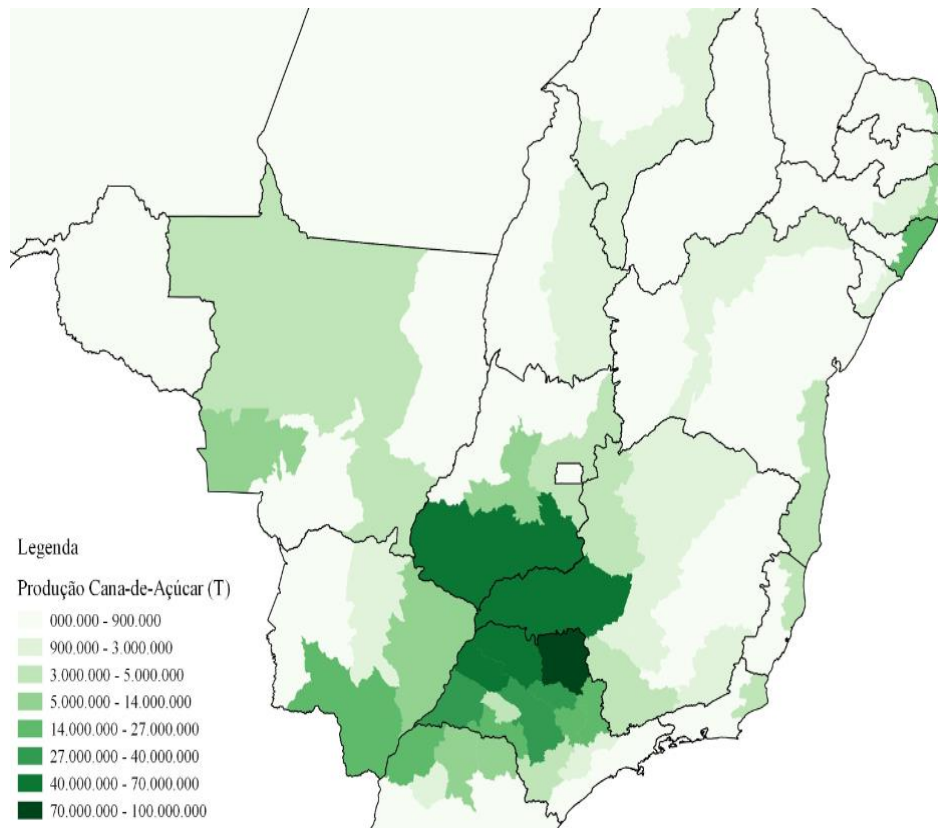 Legenda
Produção Cana-de-Açúcar (T)
000.000 - 900.000
900.000 - 3.000.000
3.000.000 - 5.000.000
5.000.000 - 14.000.000
14.000.000 - 27.000.000
27.000.000 - 40.000.000
40.000.000 - 70.000.000
70.000.000 - 100.000.000